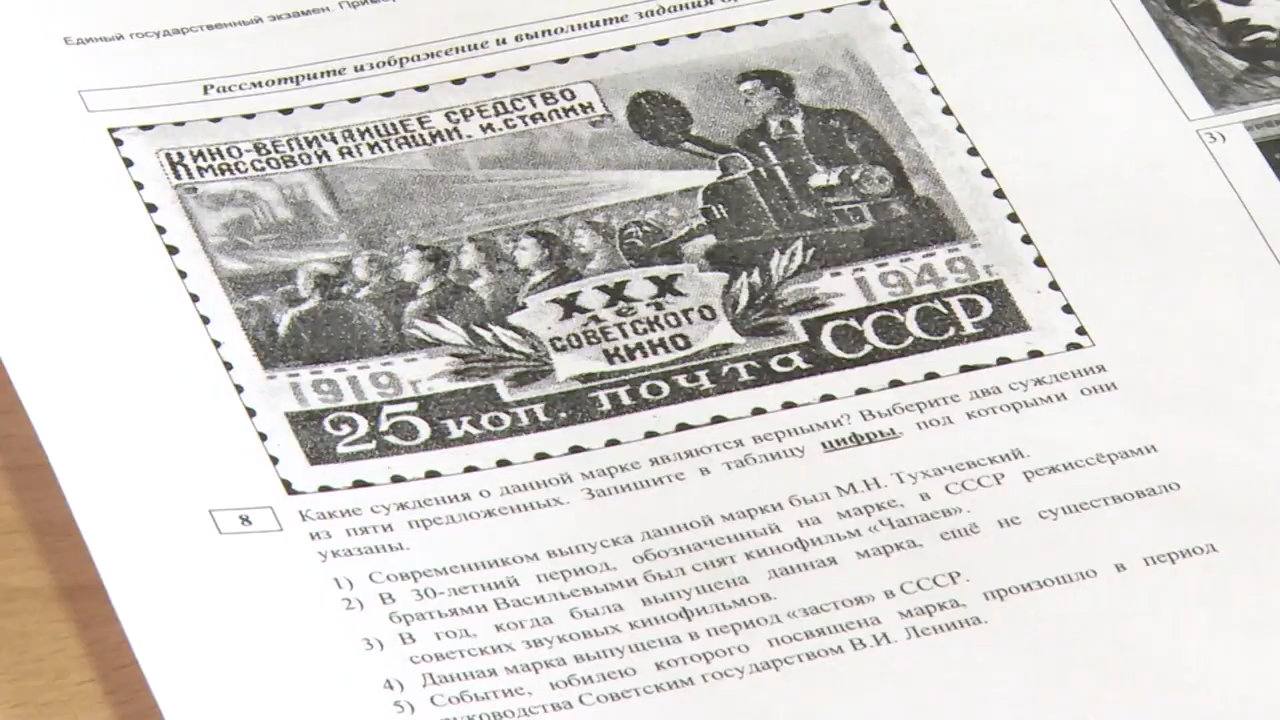 Единый государственный экзамен.
Рассмотрите изображение и выполните задания
КИНО-ВЕЛИЧАЙШЕЕ СРЕДСТВО
МАССОВОЙ АГИТАЦИИ. И.СТАЛИН
XXX
лет
СОВЕТСКОГО
КИНО
1919г.
1949г.
25 коп. почта СССР
3)
8
Какие суждения о данной марке являются верными? Выберите два суждения
из пяти предложенных. Запишите в таблицу цифры, под которыми они
указаны.
1) Современником выпуска данной марки был М.Н. Тухачевский.
2) В 30-летний период, обозначенный на марке, в СССР режиссёрами
братьями Васильевыми был снят кинофильм «Чапаев».
3) В год, когда была выпущена данная марка, ещё не существовало
советских звуковых кинофильмов.
4) Данная марка выпущена в период «застоя» в СССР.
5) Событие, юбилею которого посвящена марка, произошло в период
руководства Советским государством В.И. Ленина.